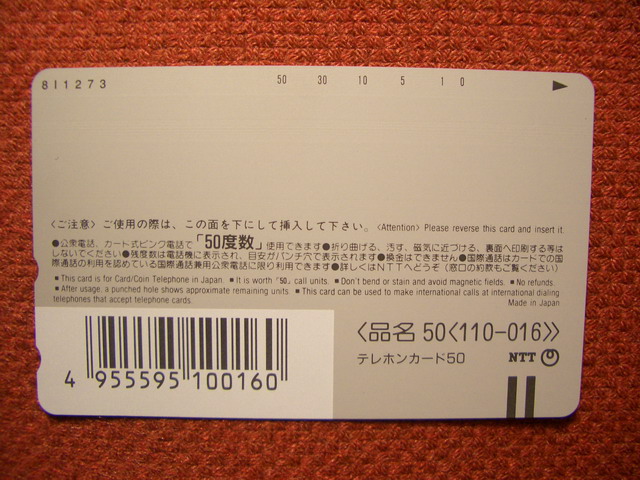 811273 50 30 10 5 1 0 ▶
〈ご注意〉ご使用の際は、この面を下にして挿入して下さい。〈Attention〉Please reverse this card and insert it.
●公衆電話、カード式ピンク電話で「50度数」使用できます●折り曲げる、汚す、磁気に近づける、裏面へ印刷する等は
しないでください●残度数は電話機に表示され、目安がパンチ穴で表示されます●換金はできません●国際通話はカードでの国
際通話の利用を認めている国際通話兼用公衆電話に限り利用できます●詳しくはNTTへどうぞ（窓口の約款もご覧ください）
■This card is for Card/Coin Telephone in Japan. ■It is worth "50" call units. ■Don't bend or stain and avoid magnetic fields. ■No refunds.
■After usage, a punched hole shows approximate remaining units. ■This card can be used to make international calls at international dialing
telephones that accept telephone cards.
Made in Japan
〈品名 50〈110-016〉〉
テレホンカード50 NTT
4 955595 100160